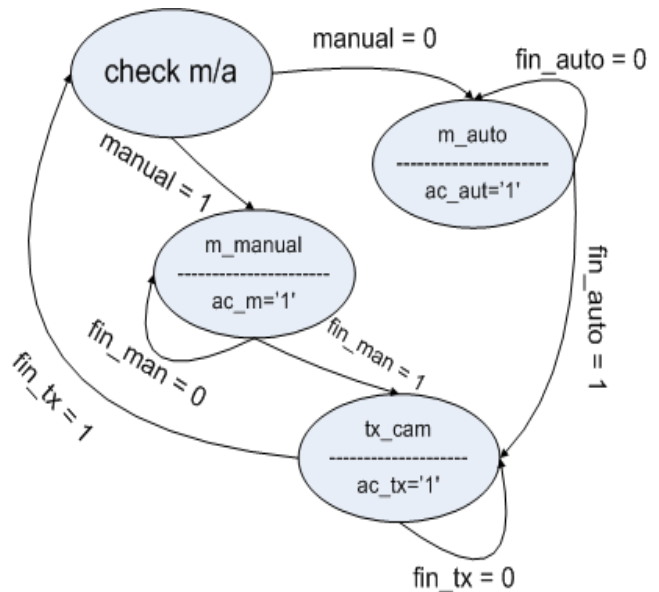 check m/a
manual = 0
fin_auto = 0
m_auto
----------------------
ac_aut='1'
manual = 1
m_manual
----------------------
ac_m='1'
fin_man = 0
fin_man = 1
fin_auto = 1
fin_tx = 1
tx_cam
--------------------
ac_tx='1'
fin_tx = 0